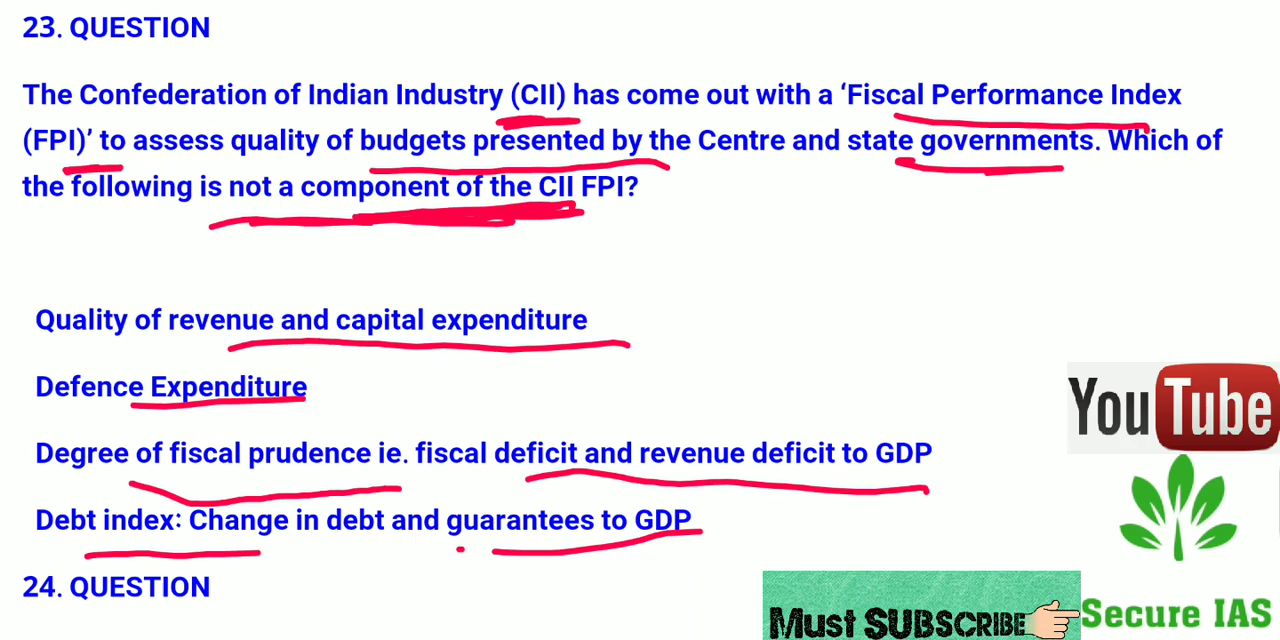 23. QUESTION
The Confederation of Indian Industry (CII) has come out with a ‘Fiscal Performance Index
(FPI)’ to assess quality of budgets presented by the Centre and state governments. Which of
the following is not a component of the CII FPI?
Quality of revenue and capital expenditure
Defence Expenditure
Degree of fiscal prudence ie. fiscal deficit and revenue deficit to GDP
Debt index: Change in debt and guarantees to GDP
24. QUESTION
YouTube
Must SUBSCRIBE
Secure IAS